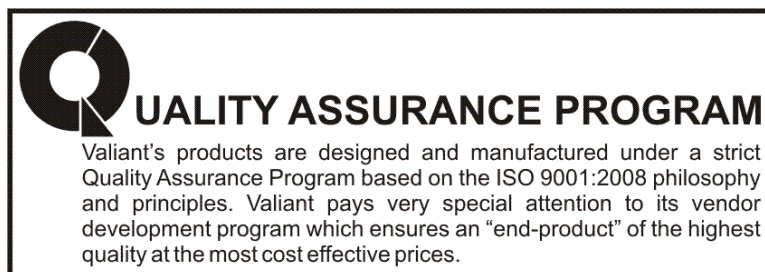 QUALITY ASSURANCE PROGRAM
Valiant's products are designed and manufactured under a strict
Quality Assurance Program based on the ISO 9001:2008 philosophy
and principles. Valiant pays very special attention to its vendor
development program which ensures an “end-product” of the highest
quality at the most cost effective prices.